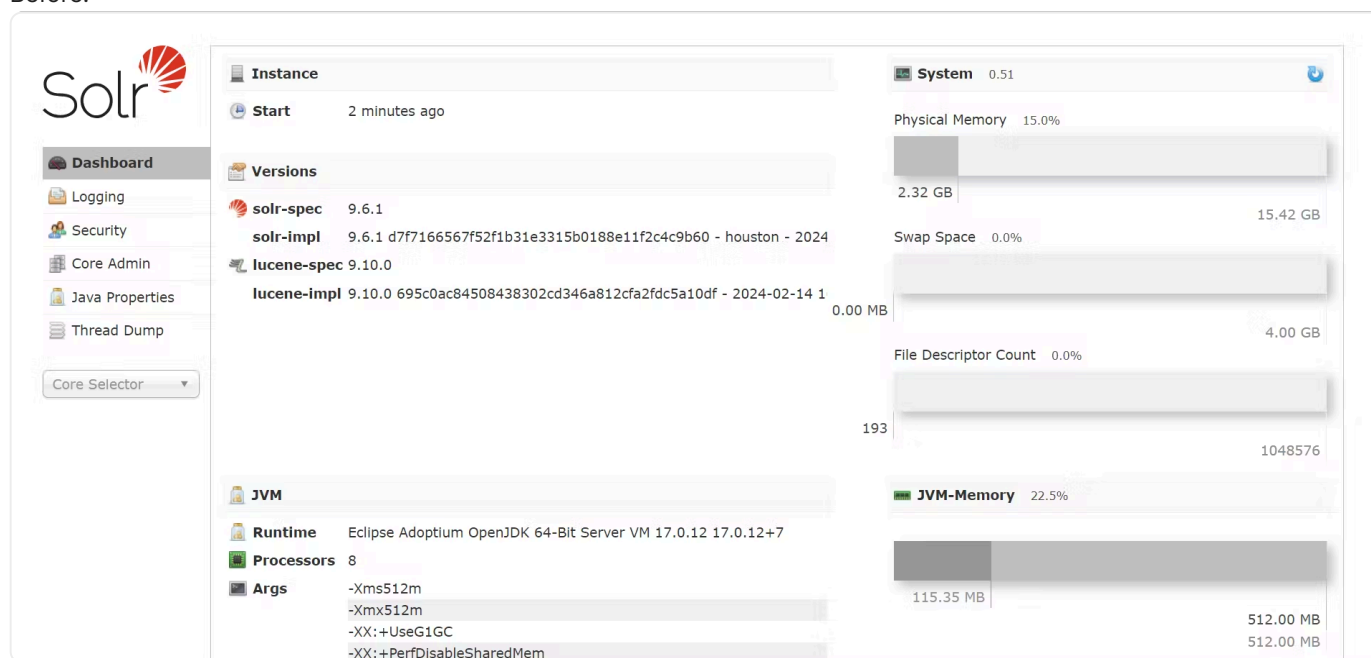 Solr
Dashboard
Logging
Security
Core Admin
Java Properties
Thread Dump
Core Selector
Instance
Start 2 minutes ago
Versions
solr-spec 9.6.1
solr-impl 9.6.1 d7f7166567f52f1b31e3315b0188e11f2c4c9b60 - houston - 2024
lucene-spec 9.10.0
lucene-impl 9.10.0 695c0ac84508438302cd346a812cfa2fdc5a10df - 2024-02-14 1
System 0.51
Physical Memory 15.0%
2.32 GB
15.42 GB
Swap Space 0.0%
0.00 MB
4.00 GB
File Descriptor Count 0.0%
193
1048576
JVM
Runtime Eclipse Adoptium OpenJDK 64-Bit Server VM 17.0.12 17.0.12+7
Processors 8
Args -Xms512m
-Xmx512m
-XX:+UseG1GC
-XX:+PerfDisableSharedMem
JVM-Memory 22.5%
115.35 MB
512.00 MB
512.00 MB